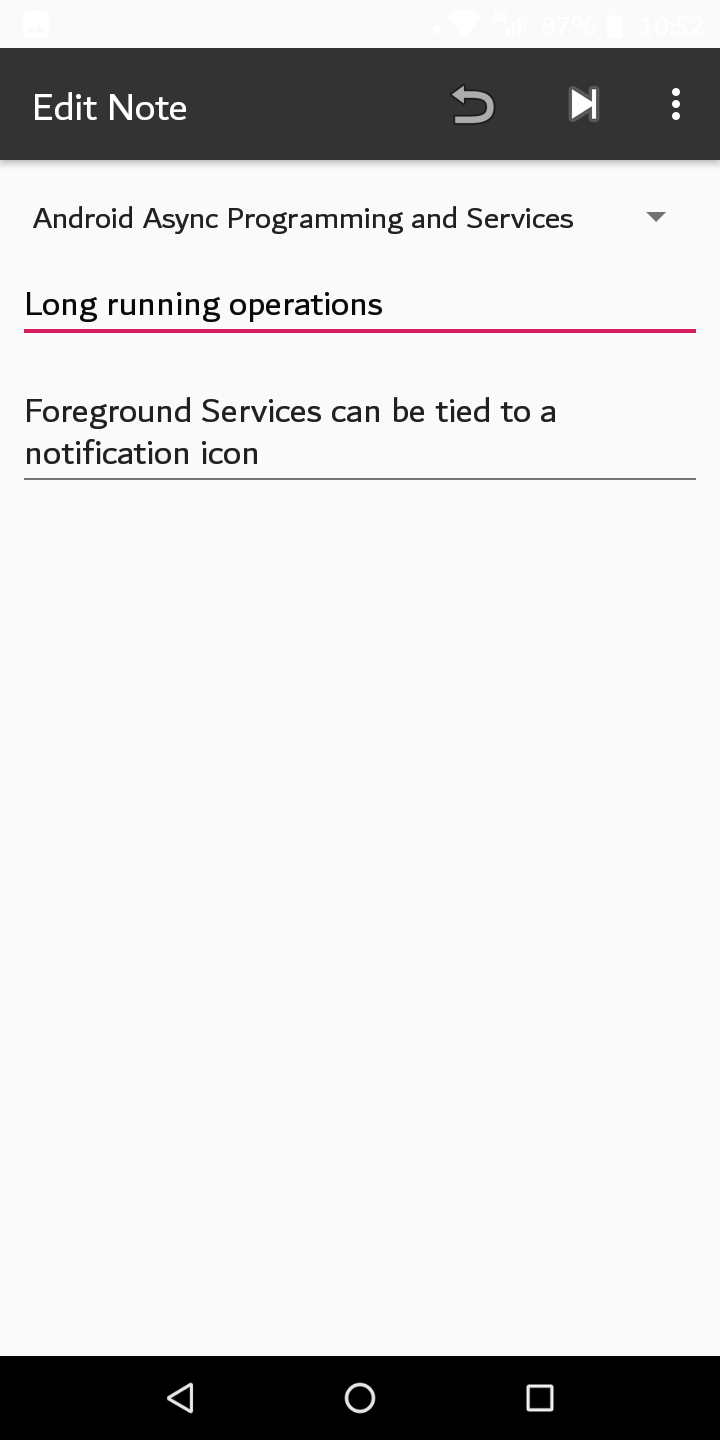 87% 10:52
Edit Note
Android Async Programming and Services
Long running operations
Foreground Services can be tied to a
notification icon